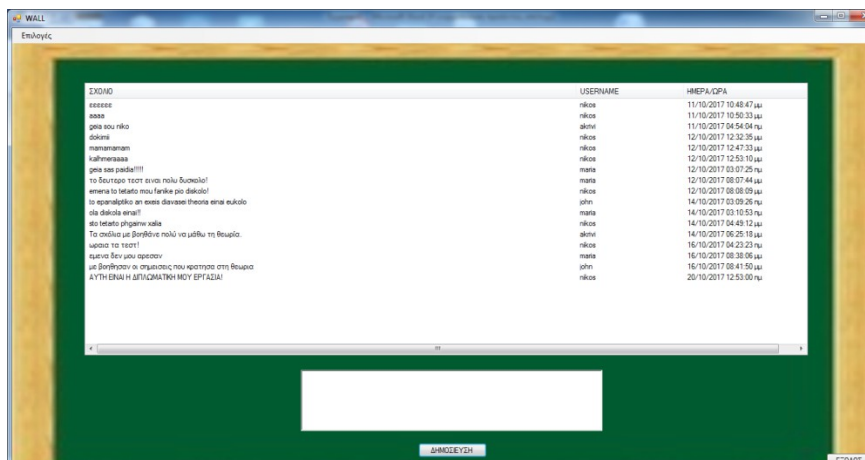 WALL
Επιλογές
ΣΧΟΛΙΟ USERNAME ΗΜΕΡΑ/ΩΡΑ
εεεεεε nikos 11/10/2017 10:48:47 μμ
aaaa nikos 11/10/2017 10:50:33 μμ
geia sou niko akrivi 11/10/2017 04:54:04 πμ
dokimii nikos 12/10/2017 12:32:35 μμ
mamamamam nikos 12/10/2017 12:47:33 μμ
kalhmeraaaa nikos 12/10/2017 12:53:10 μμ
geia sas paidia!!!!! maria 12/10/2017 03:07:25 πμ
το δευτερο τεστ ειναι πολυ δυσκολο! maria 12/10/2017 08:07:44 μμ
emena to tetarto mou fanike pio diskolo! nikos 12/10/2017 08:08:09 μμ
to epanaliptiko an exeis diavasei theoria einai eukolo john 14/10/2017 03:09:26 πμ
ola diskola einai!! maria 14/10/2017 03:10:53 πμ
sto tetarto phgainw xalia nikos 14/10/2017 04:49:12 μμ
Τα σχόλια με βοηθάνε πολύ να μάθω τη θεωρία. akrivi 14/10/2017 06:25:18 μμ
ωραια τα τεστ! nikos 16/10/2017 04:23:23 πμ
εμενα δεν μου αρεσαν maria 16/10/2017 08:38:06 μμ
με βοηθησαν οι σημεισεις που κρατησα στη θεωρια john 16/10/2017 08:41:50 μμ
ΑΥΤΗ ΕΙΝΑΙ Η ΔΙΠΛΩΜΑΤΙΚΗ ΜΟΥ ΕΡΓΑΣΙΑ! nikos 20/10/2017 12:53:00 πμ
ΔΗΜΟΣΙΕΥΣΗ